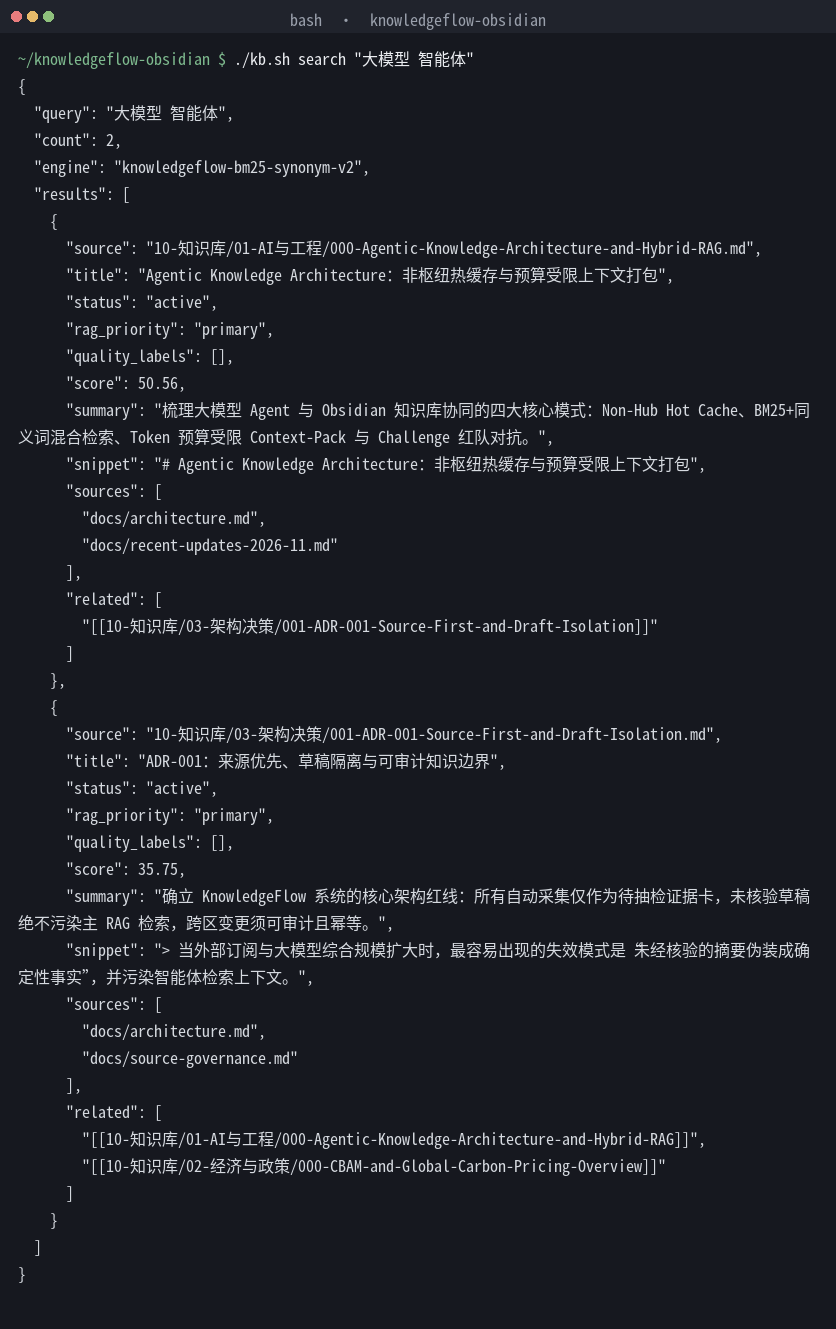 bash • knowledgeflow-obsidian
~/knowledgeflow-obsidian $ ./kb.sh search "大模型 智能体"
{
  "query": "大模型 智能体",
  "count": 2,
  "engine": "knowledgeflow-bm25-synonym-v2",
  "results": [
    {
      "source": "10-知识库/01-AI与工程/000-Agentic-Knowledge-Architecture-and-Hybrid-RAG.md",
      "title": "Agentic Knowledge Architecture：非枢纽热缓存与预算受限上下文打包",
      "status": "active",
      "rag_priority": "primary",
      "quality_labels": [],
      "score": 50.56,
      "summary": "梳理大模型 Agent 与 Obsidian 知识库协同的四大核心模式：Non-Hub Hot Cache、BM25+同
义词混合检索、Token 预算受限 Context-Pack 与 Challenge 红队对抗。",
      "snippet": "# Agentic Knowledge Architecture：非枢纽热缓存与预算受限上下文打包",
      "sources": [
        "docs/architecture.md",
        "docs/recent-updates-2026-11.md"
      ],
      "related": [
        "[[10-知识库/03-架构决策/001-ADR-001-Source-First-and-Draft-Isolation]]"
      ]
    },
    {
      "source": "10-知识库/03-架构决策/001-ADR-001-Source-First-and-Draft-Isolation.md",
      "title": "ADR-001：来源优先、草稿隔离与可审计知识边界",
      "status": "active",
      "rag_priority": "primary",
      "quality_labels": [],
      "score": 35.75,
      "summary": "确立 KnowledgeFlow 系统的核心架构红线：所有自动采集仅作为待抽检证据卡，未核验草稿
绝不污染主 RAG 检索，跨区变更须可审计且幂等。",
      "snippet": "> 当外部订阅与大模型综合规模扩大时，最容易出现的失效模式是 朱经核验的摘要伪装成确
定性事实”，并污染智能体检索上下文。",
      "sources": [
        "docs/architecture.md",
        "docs/source-governance.md"
      ],
      "related": [
        "[[10-知识库/01-AI与工程/000-Agentic-Knowledge-Architecture-and-Hybrid-RAG]]",
        "[[10-知识库/02-经济与政策/000-CBAM-and-Global-Carbon-Pricing-Overview]]"
      ]
    }
  ]
}